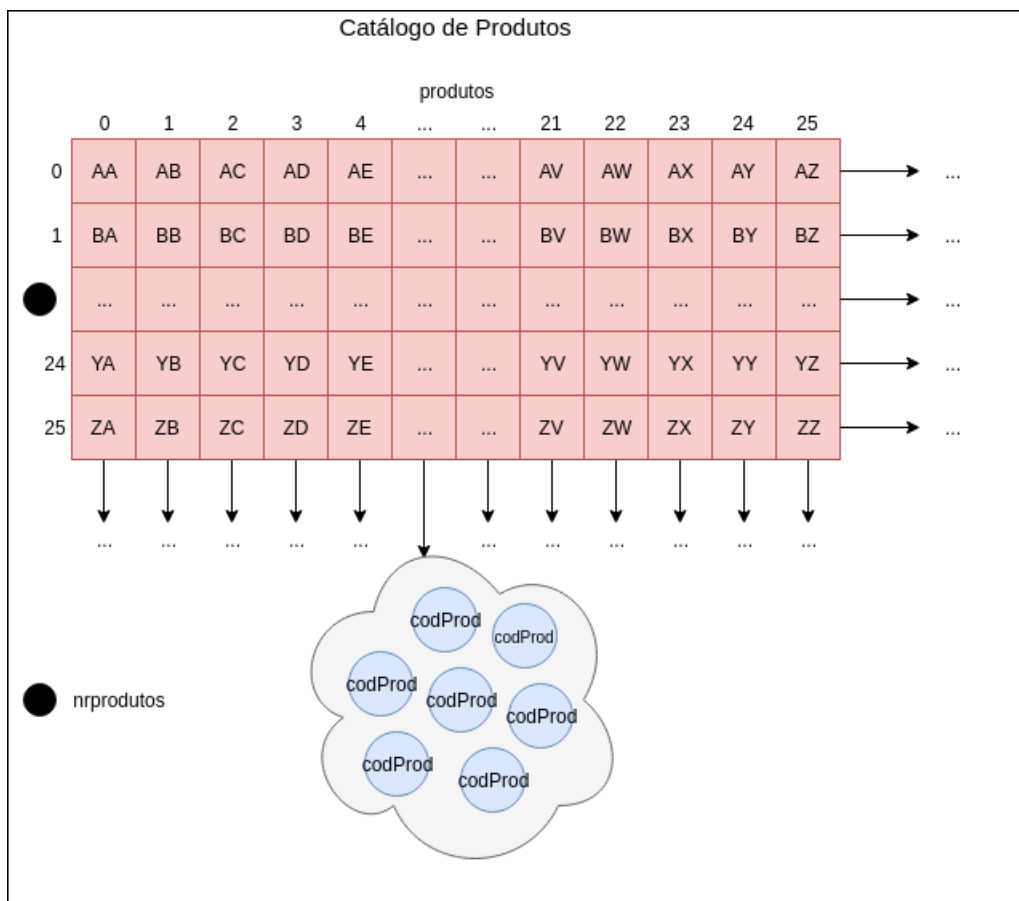 Catálogo de Produtos
produtos
0 1 2 3 4 ... ... 21 22 23 24 25
0 AA AB AC AD AE ... ... AV AW AX AY AZ ...
1 BA BB BC BD BE ... ... BV BW BX BY BZ ...
... ... ... ... ... ... ... ... ... ... ... ... ...
24 YA YB YC YD YE ... ... YV YW YX YY YZ ...
25 ZA ZB ZC ZD ZE ... ... ZV ZW ZX ZY ZZ ...
... ... ... ... ... ... ... ... ... ... ...
codProd
codProd
codProd
codProd
codProd
nrprodutos
codProd
codProd